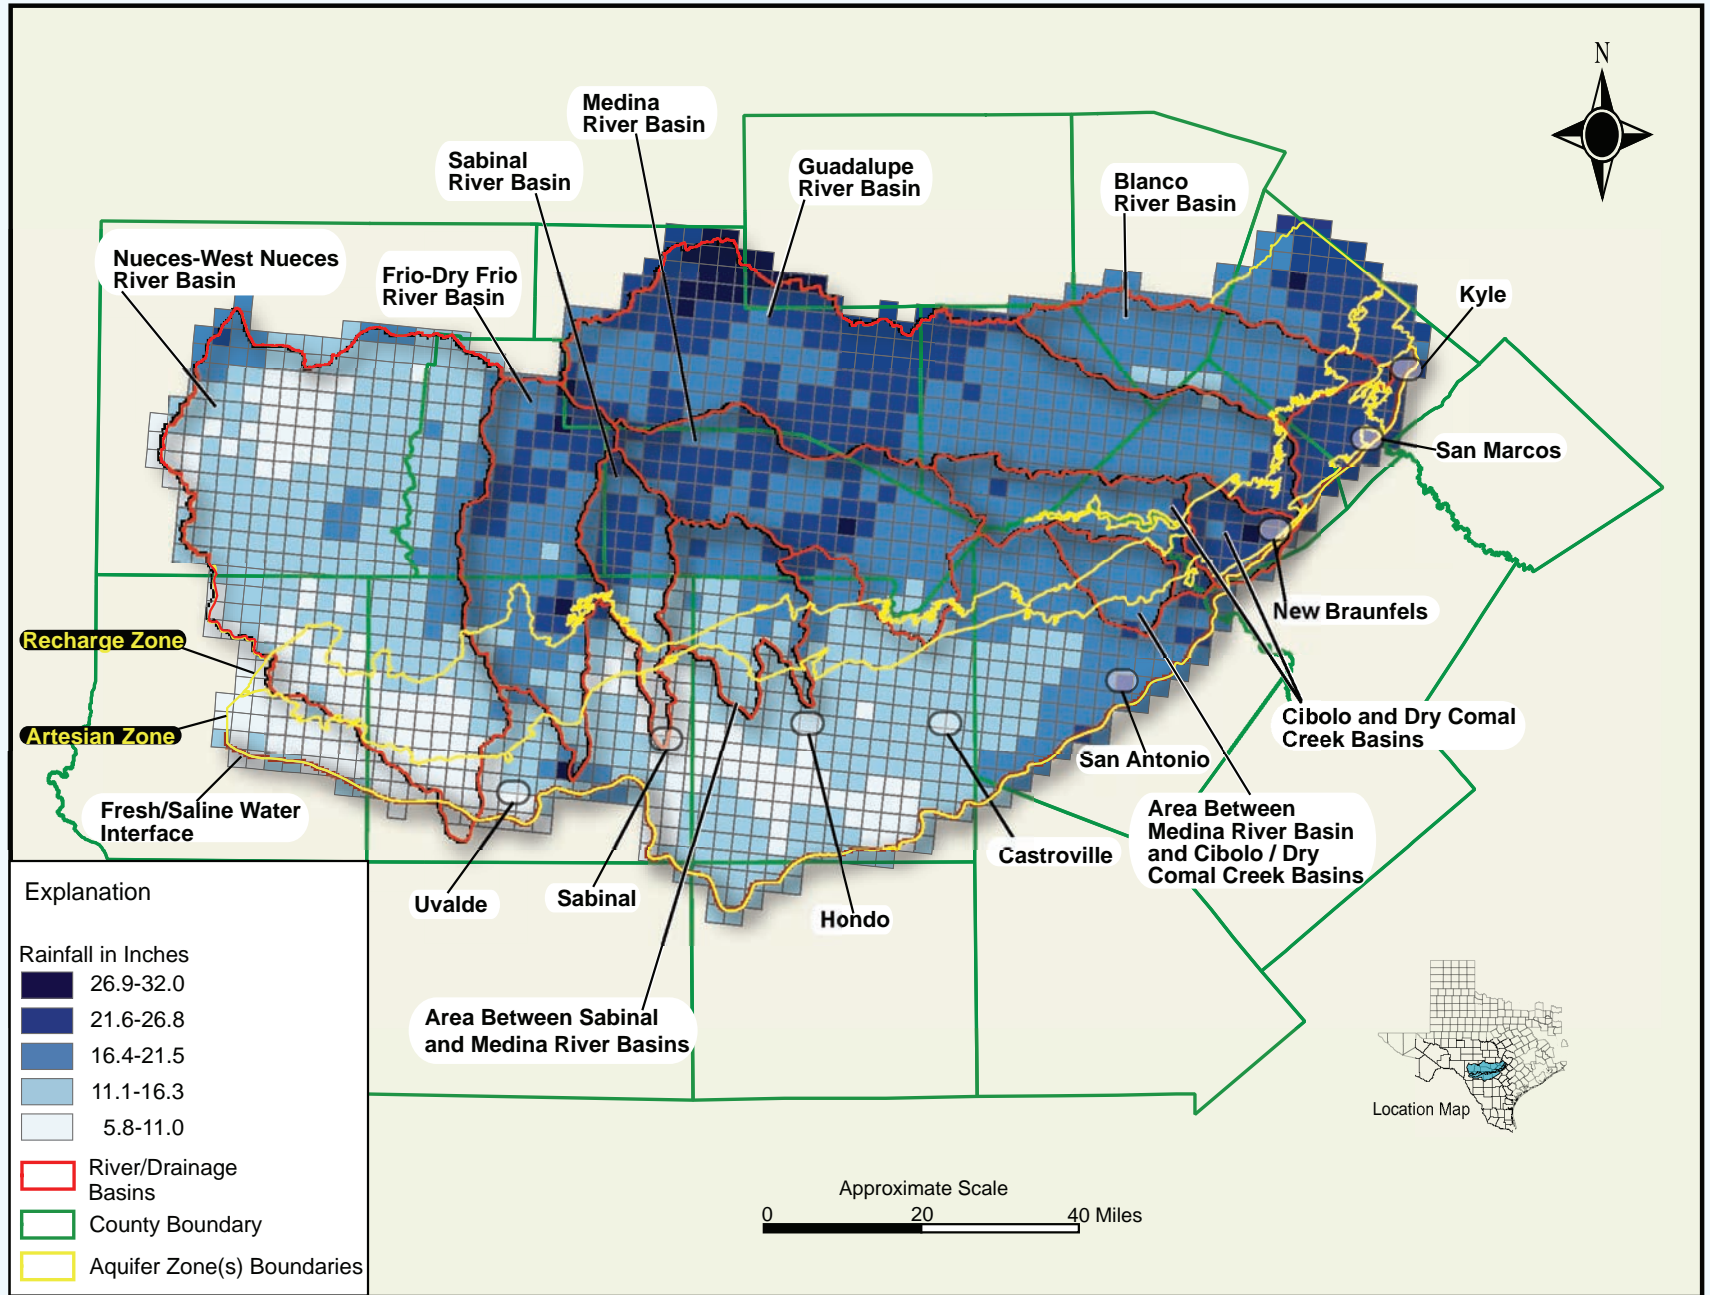 N
Medina
River Basin
Sabinal
River Basin
Guadalupe
River Basin
Blanco
River Basin
Nueces-West Nueces
River Basin
Frio-Dry Frio
River Basin
Kyle
San Marcos
New Braunfels
Recharge Zone
Artesian Zone
Cibolo and Dry Comal
Creek Basins
San Antonio
Fresh/Saline Water
Interface
Area Between
Medina River Basin
and Cibolo / Dry
Comal Creek Basins
Castroville
Uvalde
Sabinal
Hondo
Area Between Sabinal
and Medina River Basins
Explanation
Rainfall in Inches
26.9-32.0
21.6-26.8
16.4-21.5
11.1-16.3
5.8-11.0
River/Drainage
Basins
County Boundary
Aquifer Zone(s) Boundaries
Location Map
Approximate Scale
0 20 40 Miles